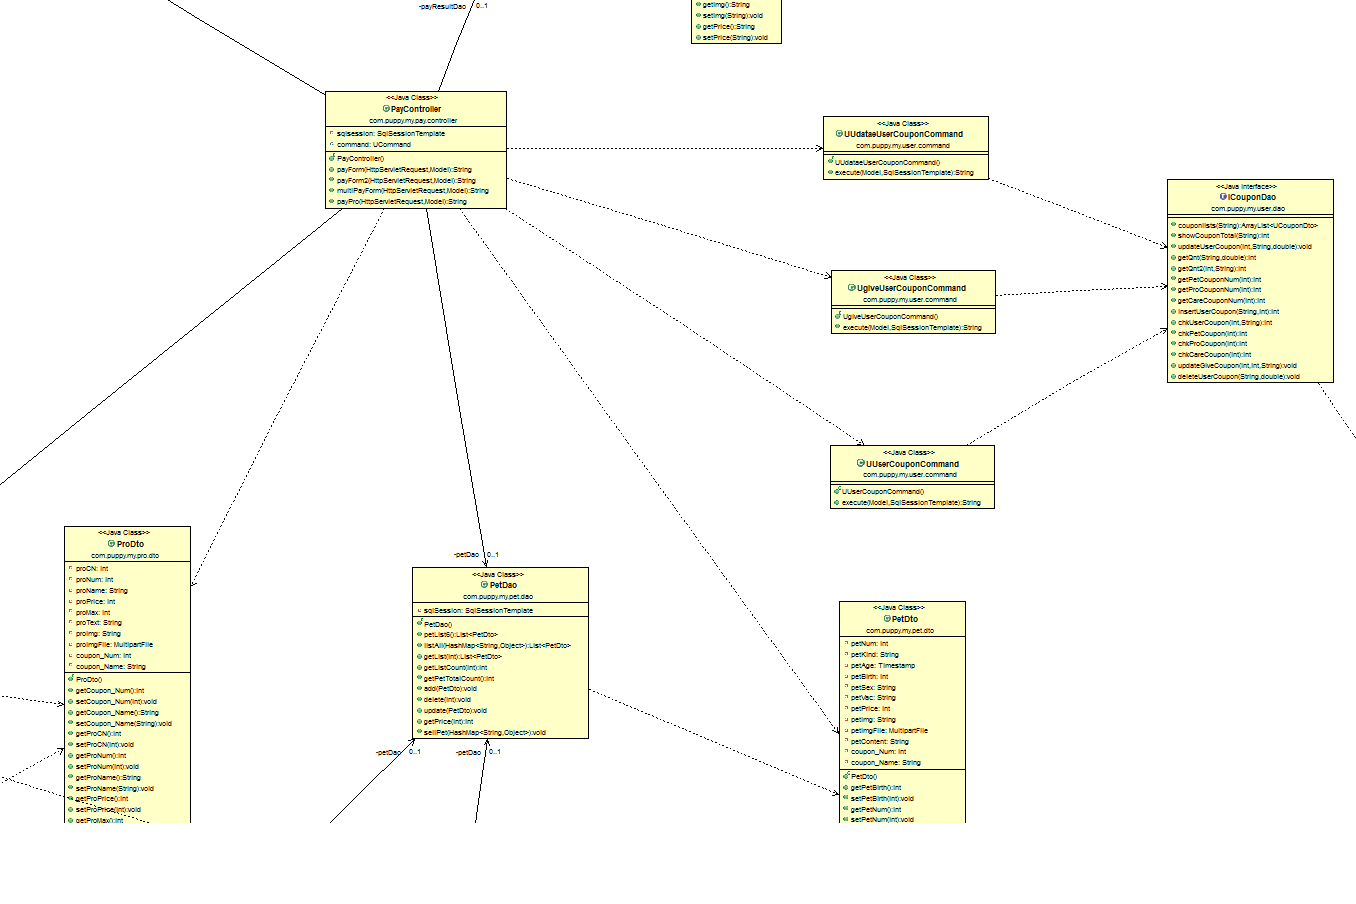 -payResultDao 0..1
getImg():String
setImg(String):void
getPrice():String
setPrice(String):void
<<Java Class>>
PayController
com.puppy.my.pay.controller
sqlsession: SqlSessionTemplate
command: UCommand
PayController()
payForm(HttpServletRequest,Model):String
payForm2(HttpServletRequest,Model):String
multiPayForm(HttpServletRequest,Model):String
payPro(HttpServletRequest,Model):String
<<Java Class>>
UUdataeUserCouponCommand
com.puppy.my.user.command
UUdataeUserCouponCommand()
execute(Model,SqlSessionTemplate):String
<<Java Interface>>
ICouponDao
com.puppy.my.user.dao
couponlists(String):ArrayList<UCouponDto>
showCouponTotal(String):int
updateUserCoupon(int,String,double):void
getQnt(String,double):int
getQnt2(int,String):int
getPetCouponNum(int):int
getProCouponNum(int):int
getCareCouponNum(int):int
insertUserCoupon(String,int):int
chkUserCoupon(int,String):int
chkPetCoupon(int):int
chkProCoupon(int):int
chkCareCoupon(int):int
updateGiveCoupon(int,int,String):void
deleteUserCoupon(String,double):void
<<Java Class>>
UgiveUserCouponCommand
com.puppy.my.user.command
UgiveUserCouponCommand()
execute(Model,SqlSessionTemplate):String
<<Java Class>>
UUserCouponCommand
com.puppy.my.user.command
UUserCouponCommand()
execute(Model,SqlSessionTemplate):String
<<Java Class>>
ProDto
com.puppy.my.pro.dto
proCN: int
proNum: int
proName: String
proPrice: int
proMax: int
proText: String
proImg: String
proImgFile: MultipartFile
coupon_Num: int
coupon_Name: String
ProDto()
getCoupon_Num():int
setCoupon_Num(int):void
getCoupon_Name():String
setCoupon_Name(String):void
getProCN():int
setProCN(int):void
getProNum():int
setProNum(int):void
getProName():String
setProName(String):void
getProPrice():int
setProPrice(int):void
getProMax():int
-petDao 0..1
<<Java Class>>
PetDao
com.puppy.my.pet.dao
sqlSession: SqlSessionTemplate
PetDao()
petList6():List<PetDto>
listAll(HashMap<String,Object>):List<PetDto>
getList(int):List<PetDto>
getListCount(int):int
getPetTotalCount():int
add(PetDto):void
delete(int):void
update(PetDto):void
getPrice(int):int
sellPet(HashMap<String,Object>):void
-petDao 0..1
-petDao 0..1
<<Java Class>>
PetDto
com.puppy.my.pet.dto
petNum: int
petKind: String
petAge: Timestamp
petBirth: int
petSex: String
petVac: String
petPrice: int
petImg: String
petImgFile: MultipartFile
petContent: String
coupon_Num: int
coupon_Name: String
PetDto()
getPetBirth():int
setPetBirth(int):void
getPetNum():int
setPetNum(int):void